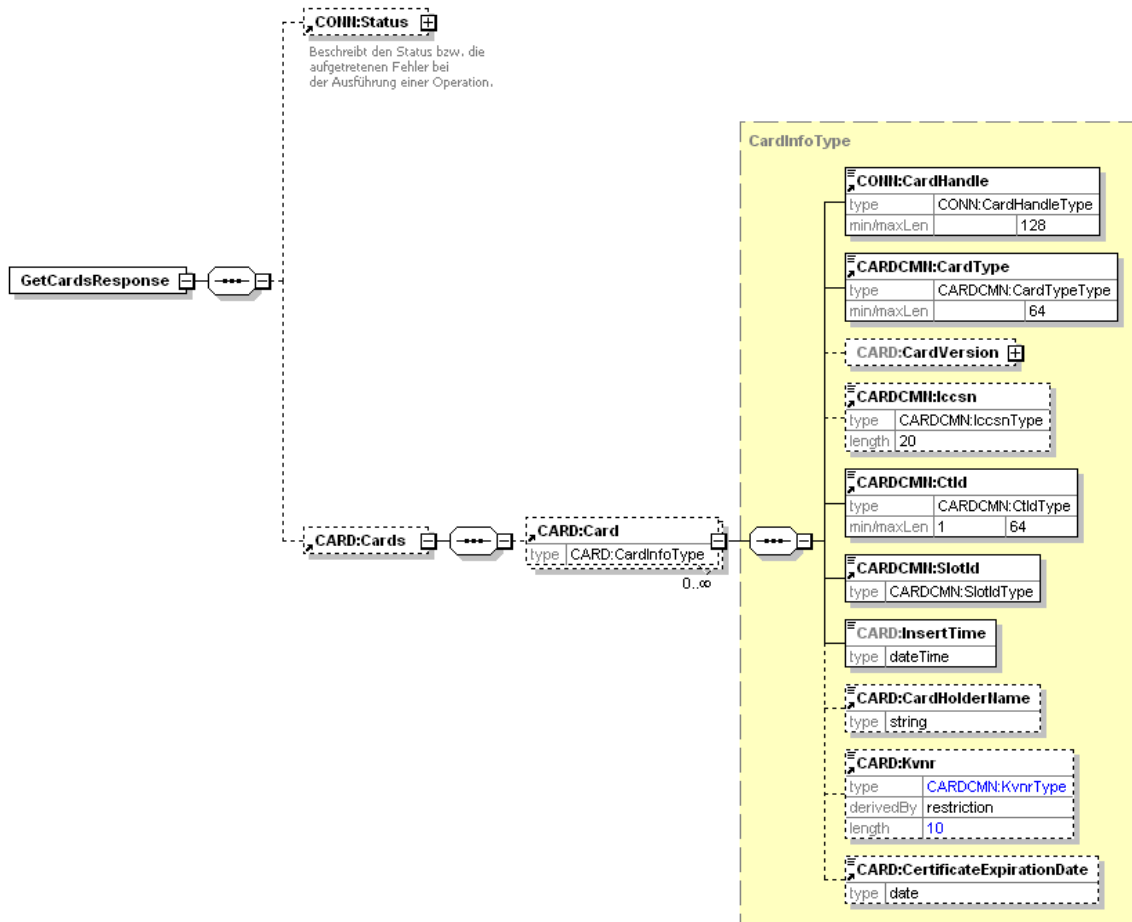 CONN:Status
Beschreibt den Status bzw. die
aufgetretenen Fehler bei
der Ausführung einer Operation.
GetCardsResponse
CARD:Cards
CARD:Card
type CARD:CardInfoType
0..∞
CardInfoType
CONN:CardHandle
type CONN:CardHandleType
min/maxLen 128
CARDCMN:CardType
type CARDCMN:CardTypeType
min/maxLen 64
CARD:CardVersion
CARDCMN:Iccsn
type CARDCMN:IccsnType
length 20
CARDCMN:CtId
type CARDCMN:CtIdType
min/maxLen 1 64
CARDCMN:SlotId
type CARDCMN:SlotIdType
CARD:InsertTime
type dateTime
CARD:CardHolderName
type string
CARD:Kvnr
type CARDCMN:KvnrType
derivedBy restriction
length 10
CARD:CertificateExpirationDate
type date